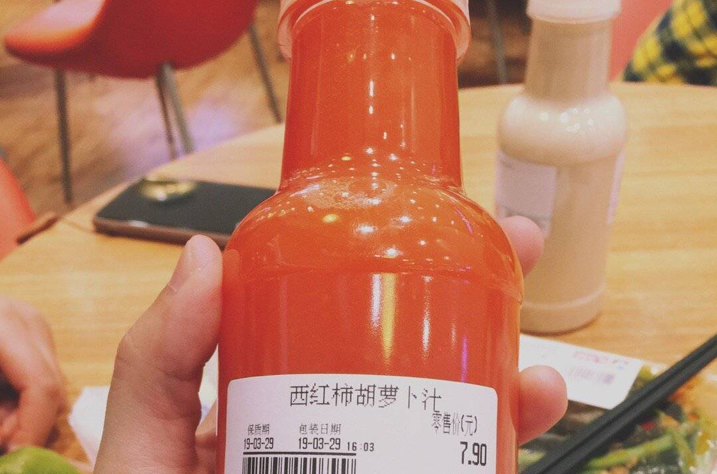 西红柿胡萝卜汁
零售价(元)
保质期 包装日期
19-03-29 19-03-29 16:03
7.90